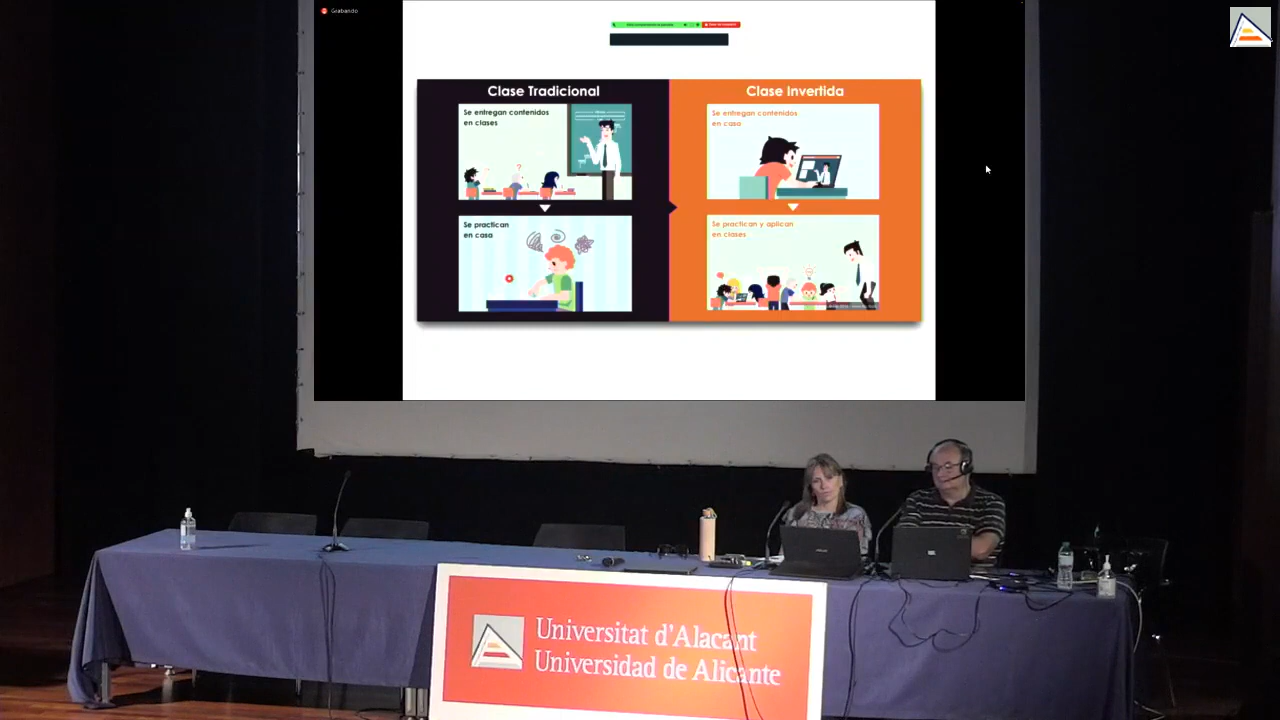 Grabando
Clase Tradicional
Se entregan contenidos
en clases
Se practican
en casa
Clase Invertida
Se entregan contenidos
en casa
Se practican y aplican
en clases
Universitat d'Alacant
Universidad de Alicante